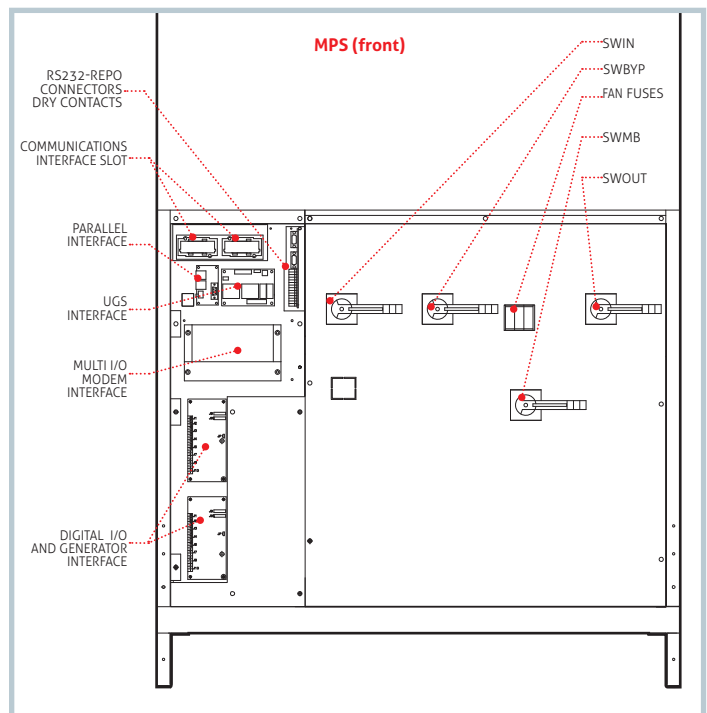 MPS (front)
RS232-REPO
CONNECTORS
DRY CONTACTS
COMMUNICATIONS
INTERFACE SLOT
PARALLEL
INTERFACE
UGS
INTERFACE
MULTI I/O
MODEM
INTERFACE
DIGITAL I/O
AND GENERATOR
INTERFACE
SWIN
SWBYP
FAN FUSES
SWMB
SWOUT